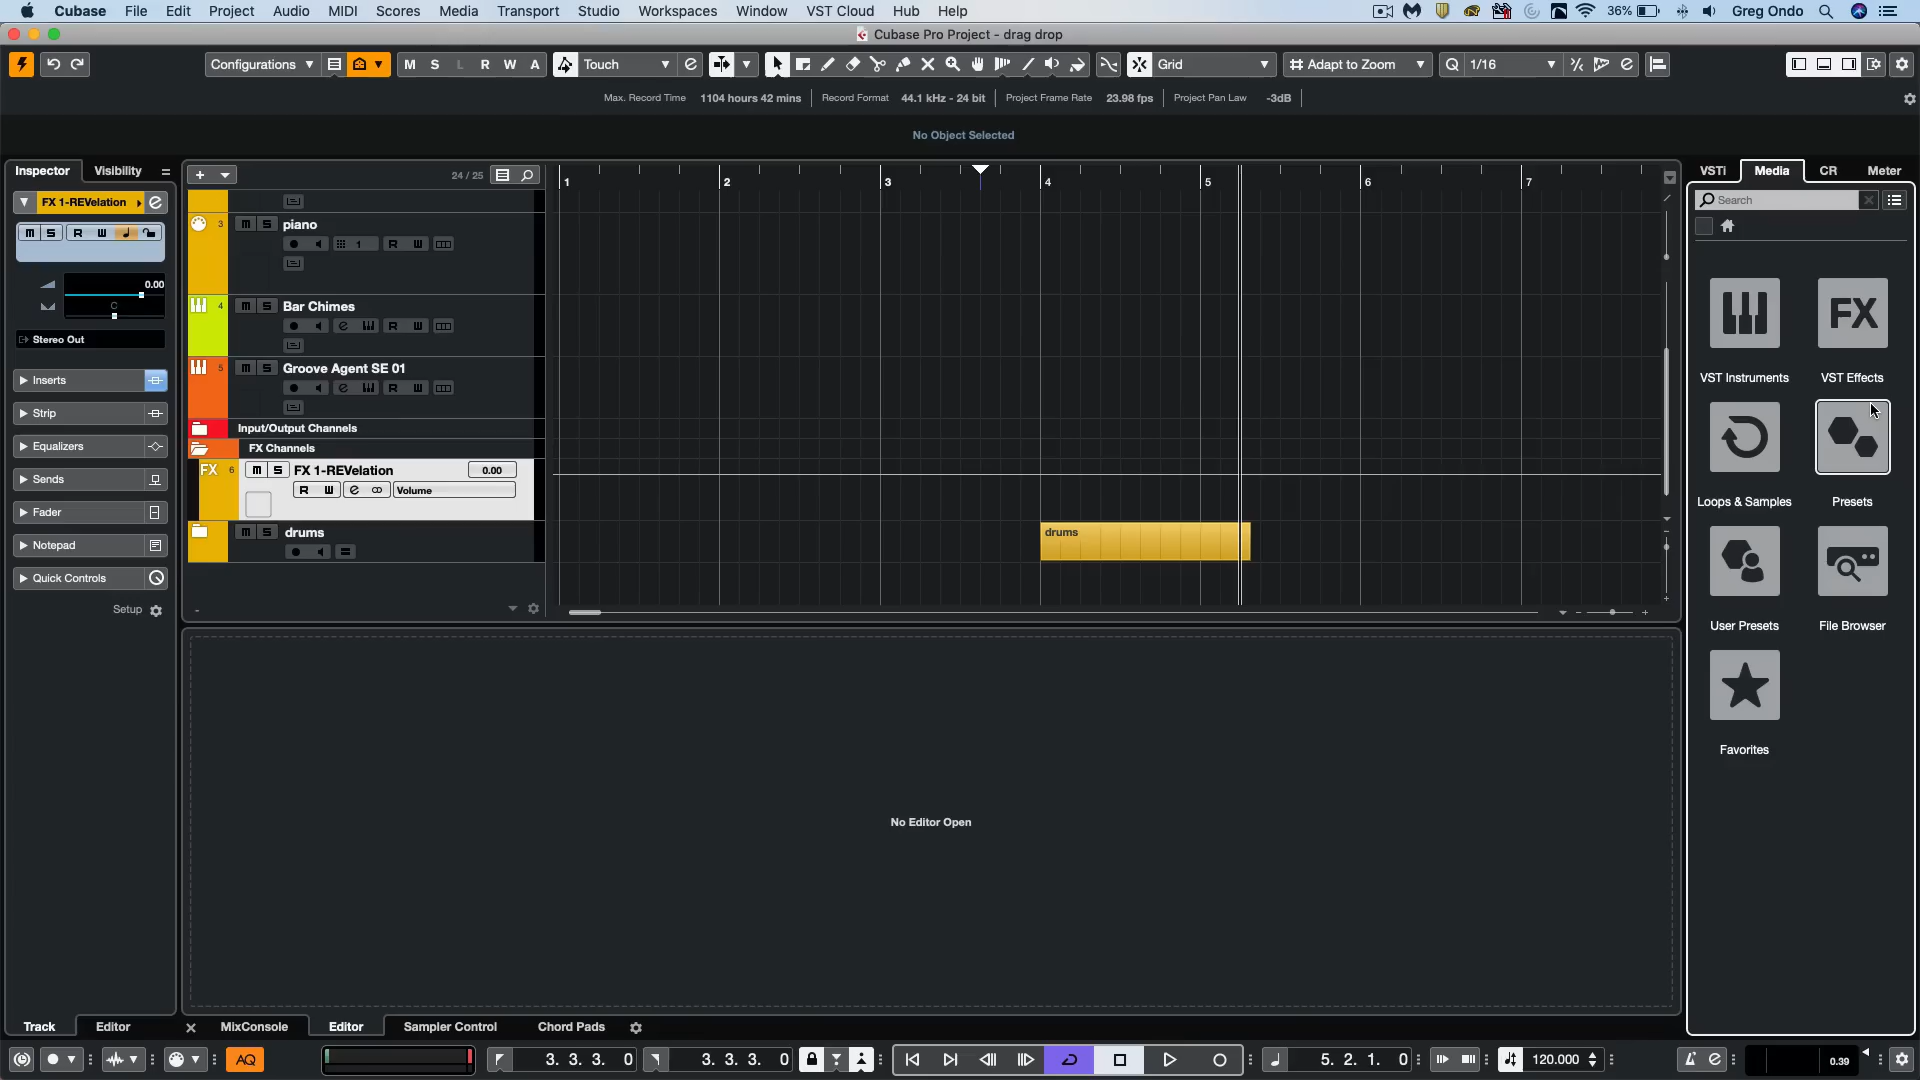 Cubase File Edit Project Audio MIDI Scores Media Transport Studio Workspaces Window VST Cloud Hub Help 36% Greg Ondo
Cubase Pro Project - drag drop
Configurations M S L R W A Touch Grid Adapt to Zoom Q 1/16
Max. Record Time 1104 hours 42 mins Record Format 44.1 kHz - 24 bit Project Frame Rate 23.98 fps Project Pan Law -3dB
No Object Selected
Inspector Visibility + 24 / 25 1 2 3 4 5 6 7 VSTi Media CR Meter
FX 1-REVelation
Search
m S R W
3 m S piano
1 R W
0.00
C
Stereo Out
4 m S Bar Chimes
e R W
5 m S Groove Agent SE 01
e R W
Input/Output Channels
FX Channels
FX 6 m S FX 1-REVelation 0.00
R W e Volume
m S drums
drums
Inserts
Strip
Equalizers
Sends
Fader
Notepad
Quick Controls
Setup
FX
VST Instruments VST Effects
Loops & Samples Presets
User Presets File Browser
Favorites
No Editor Open
Track Editor MixConsole Editor Sampler Control Chord Pads
AQ 3. 3. 3. 0 3. 3. 3. 0 5. 2. 1. 0 120.000 0.39